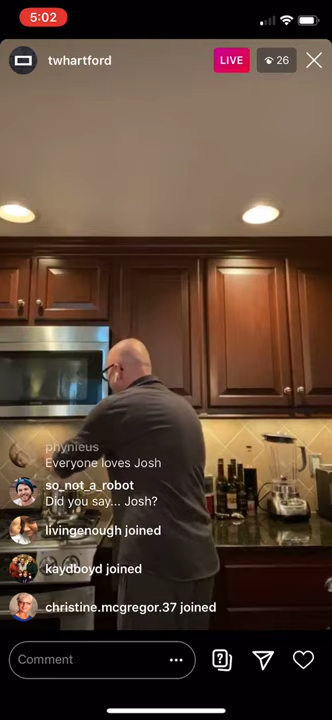 5:02
twhartford
LIVE
26
phynieus
Everyone loves Josh
so_not_a_robot
Did you say... Josh?
livingenough joined
kaydboyd joined
christine.mcgregor.37 joined
Comment